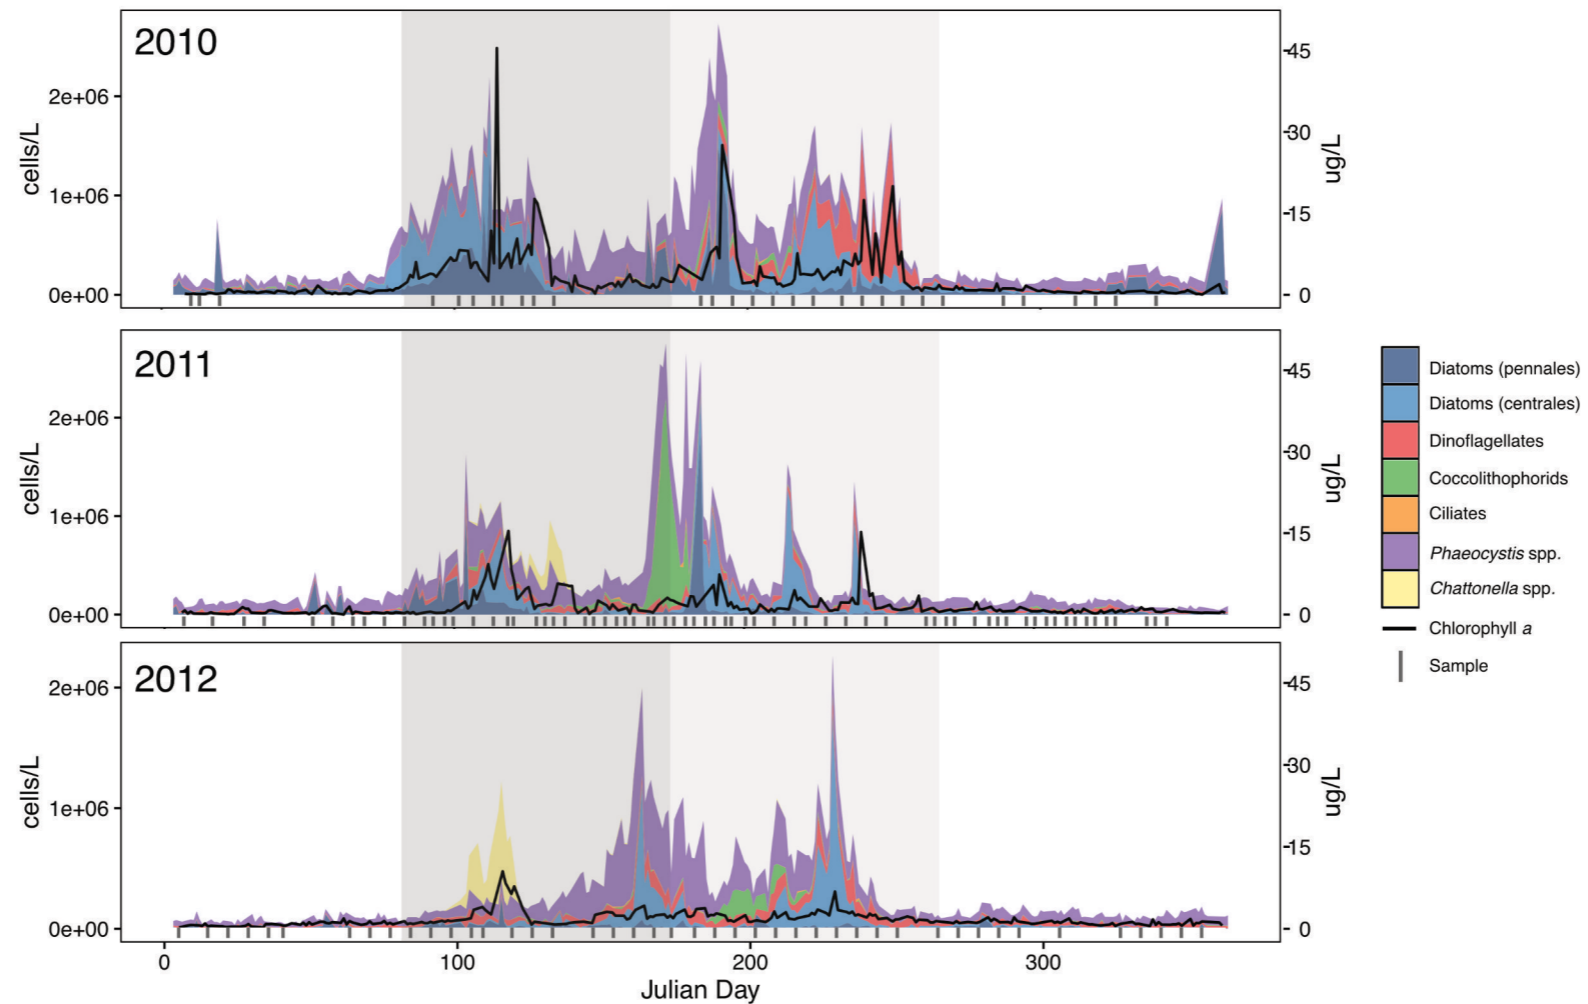 2010
2e+06
1e+06
0e+00
cells/L
45
30
15
0
ug/L
2011
2e+06
1e+06
0e+00
cells/L
45
30
15
0
ug/L
2012
2e+06
1e+06
0e+00
cells/L
45
30
15
0
ug/L
0 100 200 300
Julian Day
Diatoms (pennales)
Diatoms (centrales)
Dinoflagellates
Coccolithophorids
Ciliates
Phaeocystis spp.
Chattonella spp.
Chlorophyll a
Sample